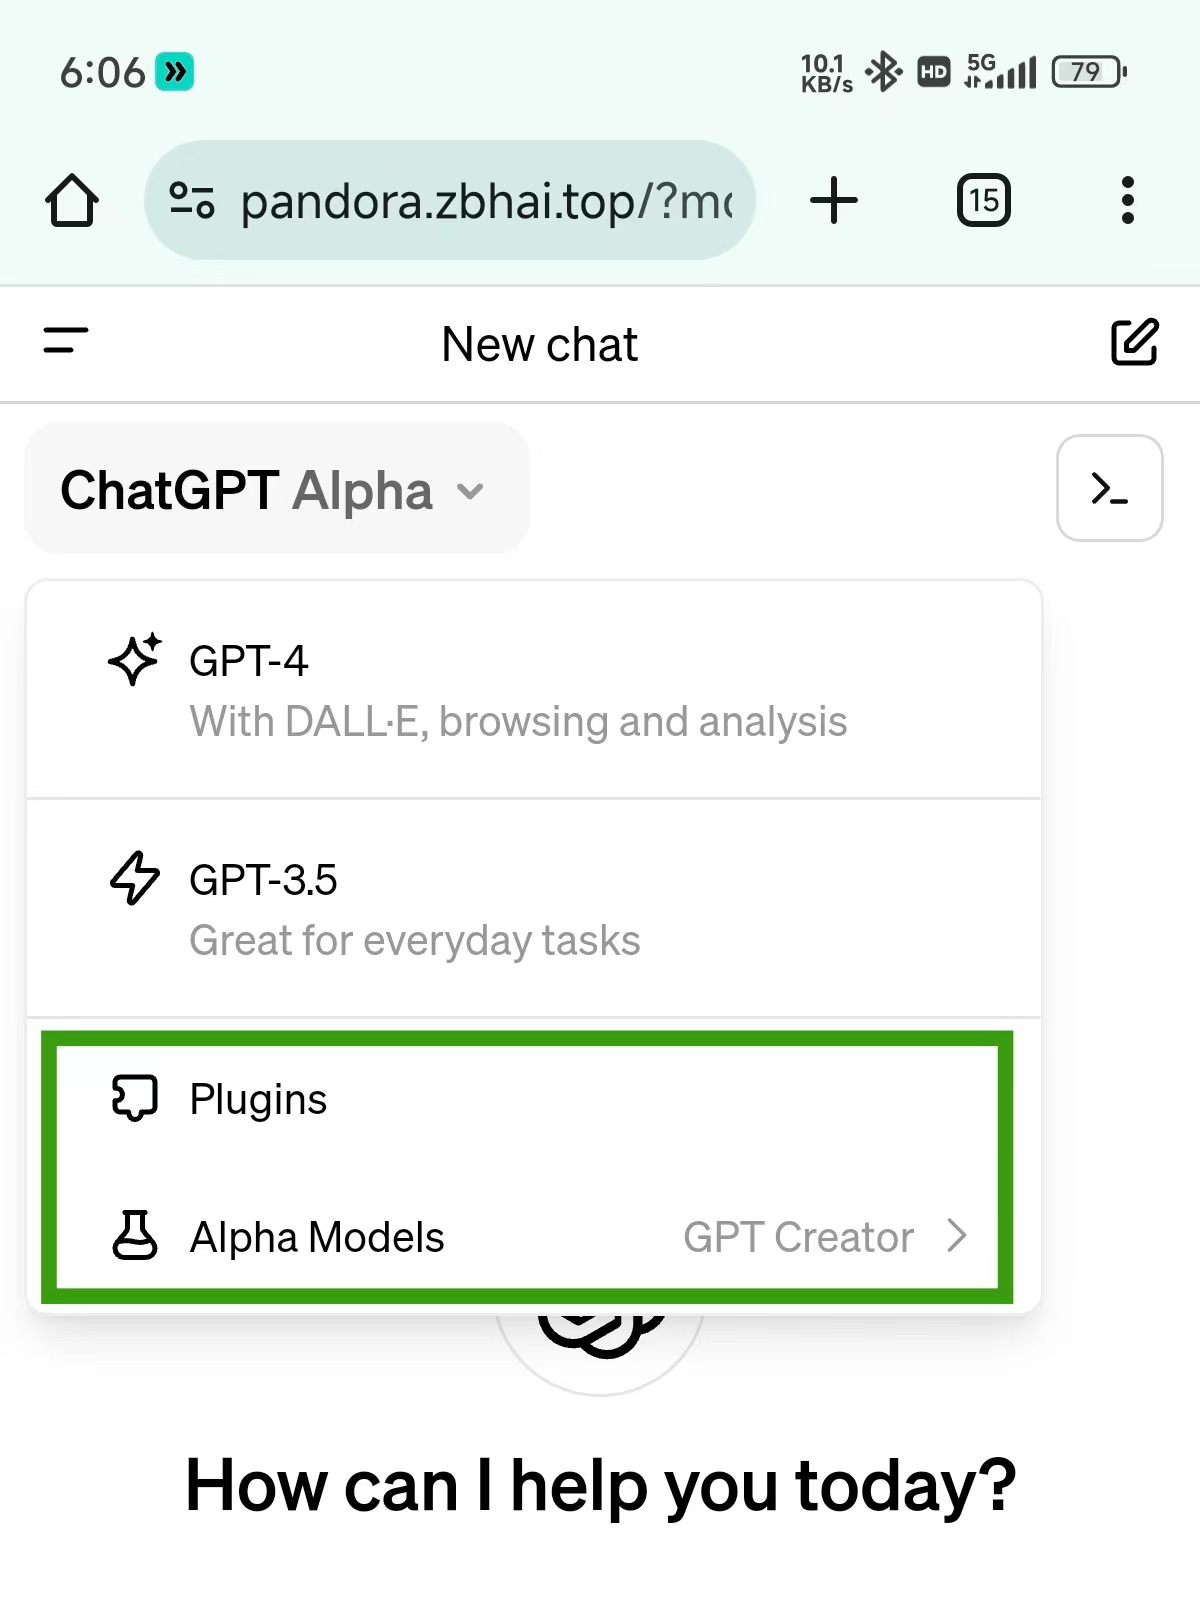 6:06
10.1
KB/s
HD
5G
79
pandora.zbhai.top/?mo
15
New chat
ChatGPT Alpha
>_
GPT-4
With DALL·E, browsing and analysis
GPT-3.5
Great for everyday tasks
Plugins
Alpha Models GPT Creator
How can I help you today?